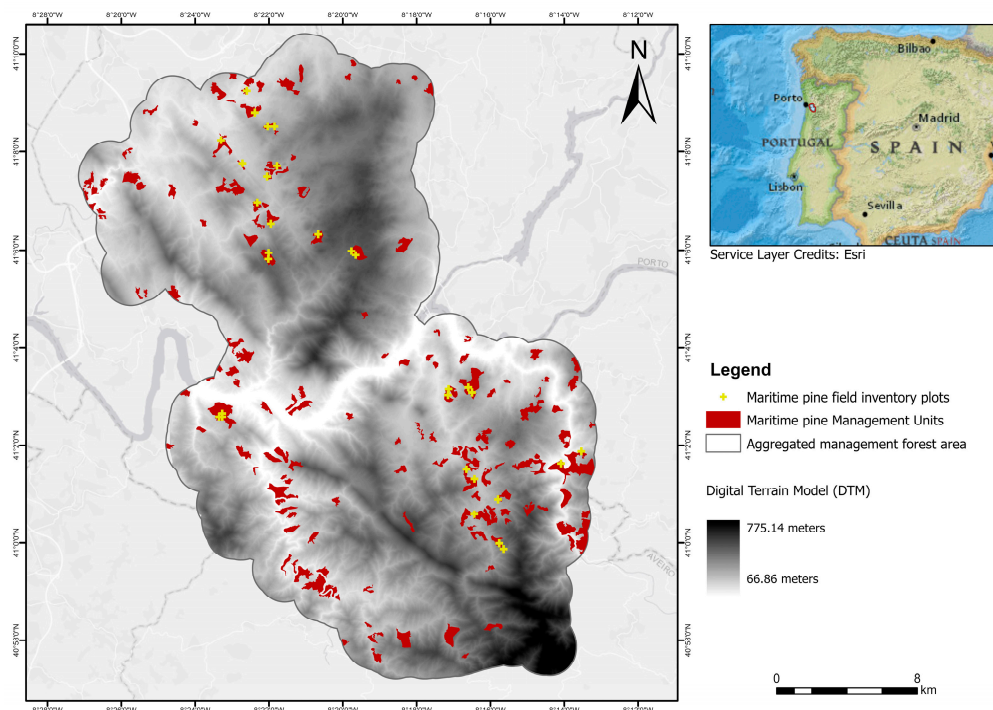 8°28'0"W
8°26'0"W
8°24'0"W
8°22'0"W
8°20'0"W
8°18'0"W
8°16'0"W
8°14'0"W
8°12'0"W
41°10'0"N
41°8'0"N
41°6'0"N
41°4'0"N
41°2'0"N
41°0'0"N
N
PORTO
AVEIRO
Bilbao
Porto
Madrid
PORTUGAL
SPAIN
Lisbon
Sevilla
CEUTA SPAIN
Service Layer Credits: Esri
Legend
Maritime pine field inventory plots
Maritime pine Management Units
Aggregated management forest area
Digital Terrain Model (DTM)
775.14 meters
66.86 meters
0 8
km